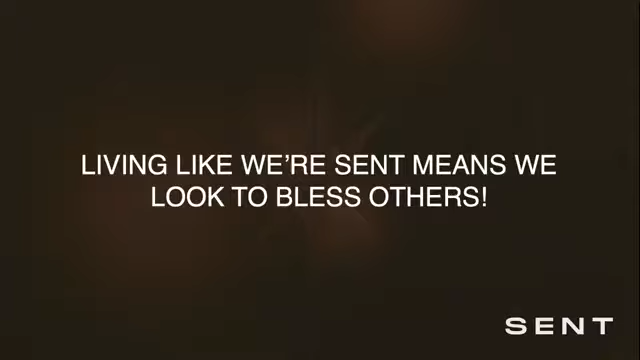 LIVING LIKE WE'RE SENT MEANS WE
LOOK TO BLESS OTHERS!
SENT